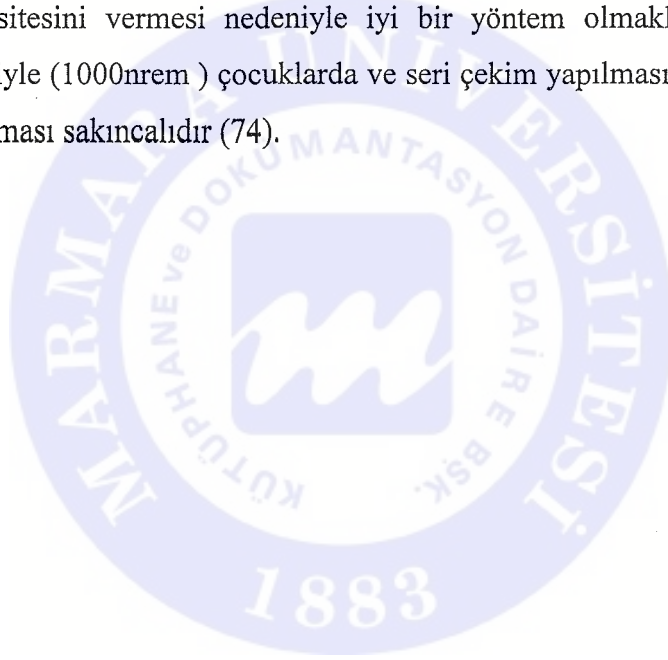 sitesini vermesi nedeniyle iyi bir yöntem olmakl
yle (1000nrem ) çocuklarda ve seri çekim yapılması
ması sakıncalıdır (74).
MARMARA ÜNİVERSİTESİ
KÜTÜPHANE ve DOKÜMANTASYON DAİRE BŞK.
1883